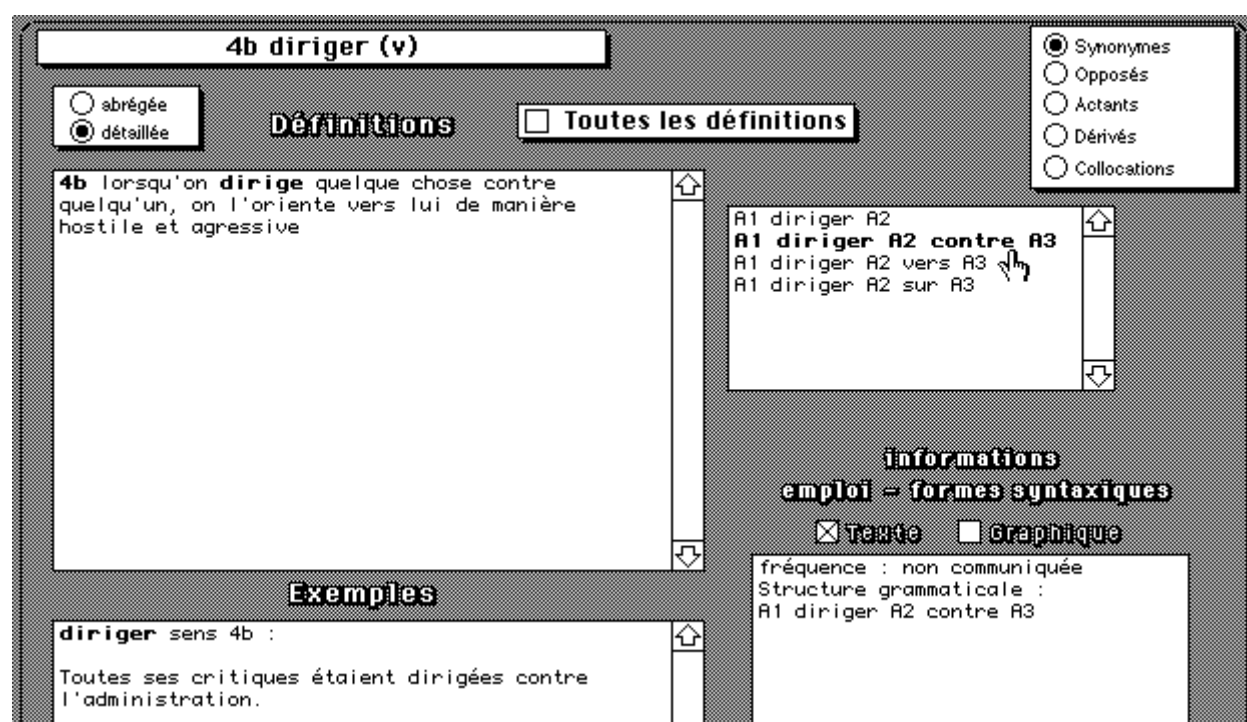 4b diriger (v)
abrégée
détaillée
Définitions
Toutes les définitions
Synonymes
Opposés
Actants
Dérivés
Collocations
4b lorsqu'on dirige quelque chose contre
quelqu'un, on l'oriente vers lui de manière
hostile et agressive
A1 diriger A2
A1 diriger A2 contre A3
A1 diriger A2 vers A3
A1 diriger A2 sur A3
informations
emploi - formes syntaxiques
Texte
Graphique
fréquence : non communiquée
Structure grammaticale :
A1 diriger A2 contre A3
Exemples
diriger sens 4b :
Toutes ses critiques étaient dirigées contre
l'administration.